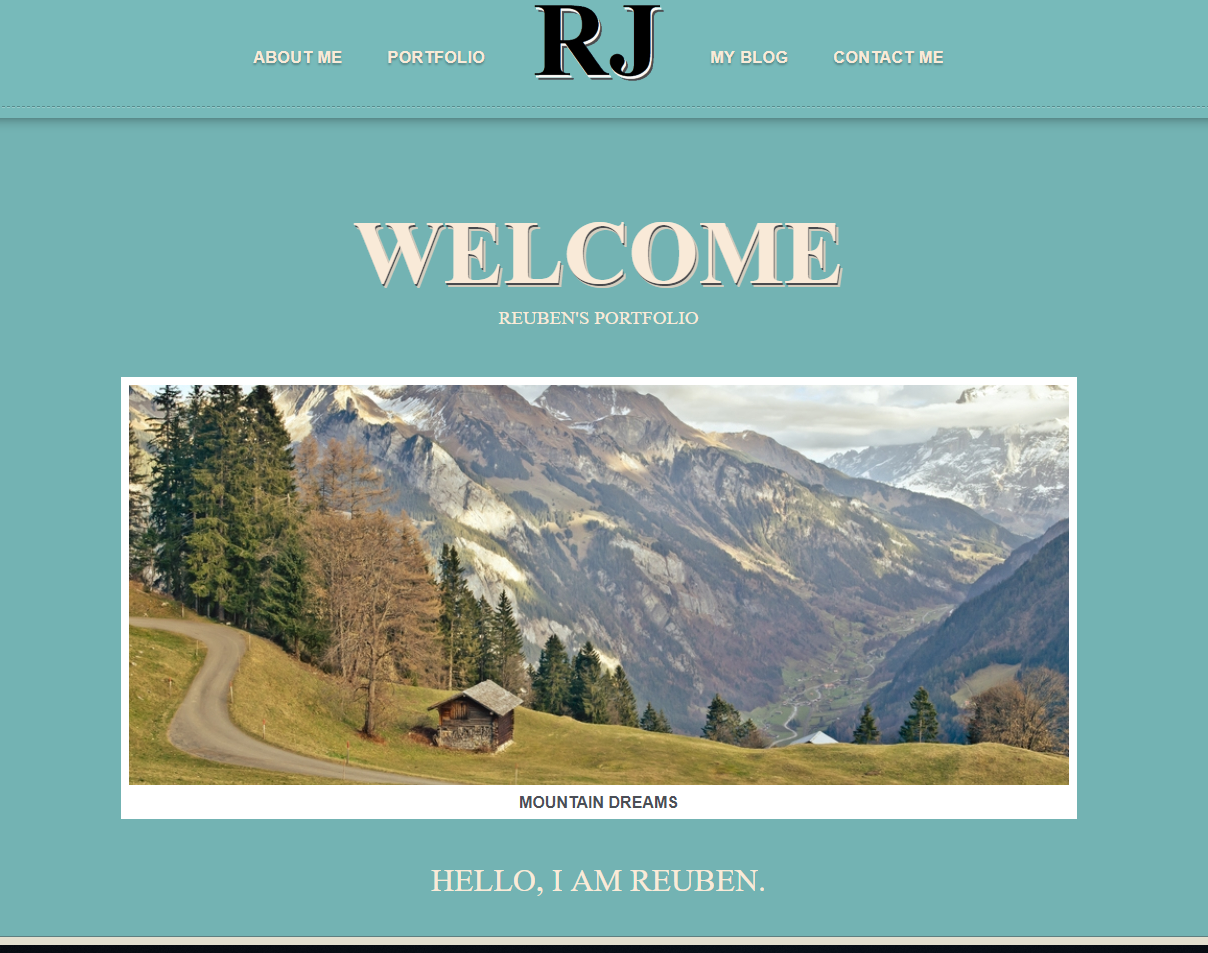 ABOUT ME PORTFOLIO RJ MY BLOG CONTACT ME
WELCOME
REUBEN'S PORTFOLIO
MOUNTAIN DREAMS
HELLO, I AM REUBEN.